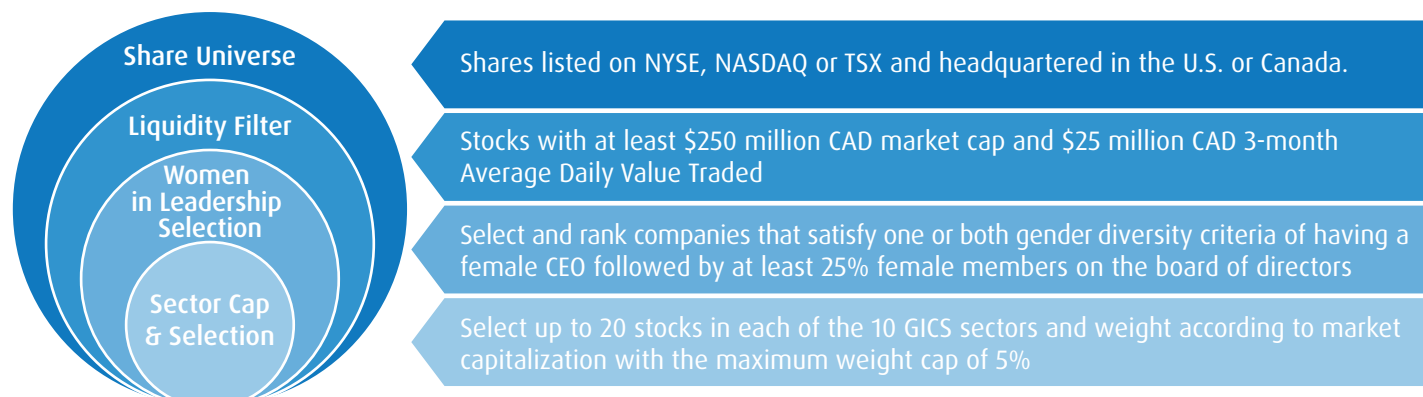 Share Universe
Shares listed on NYSE, NASDAQ or TSX and headquartered in the U.S. or Canada.
Liquidity Filter
Stocks with at least $250 million CAD market cap and $25 million CAD 3-month
Average Daily Value Traded
Women
in Leadership
Selection
Select and rank companies that satisfy one or both gender diversity criteria of having a
female CEO followed by at least 25% female members on the board of directors
Sector Cap
& Selection
Select up to 20 stocks in each of the 10 GICS sectors and weight according to market
capitalization with the maximum weight cap of 5%